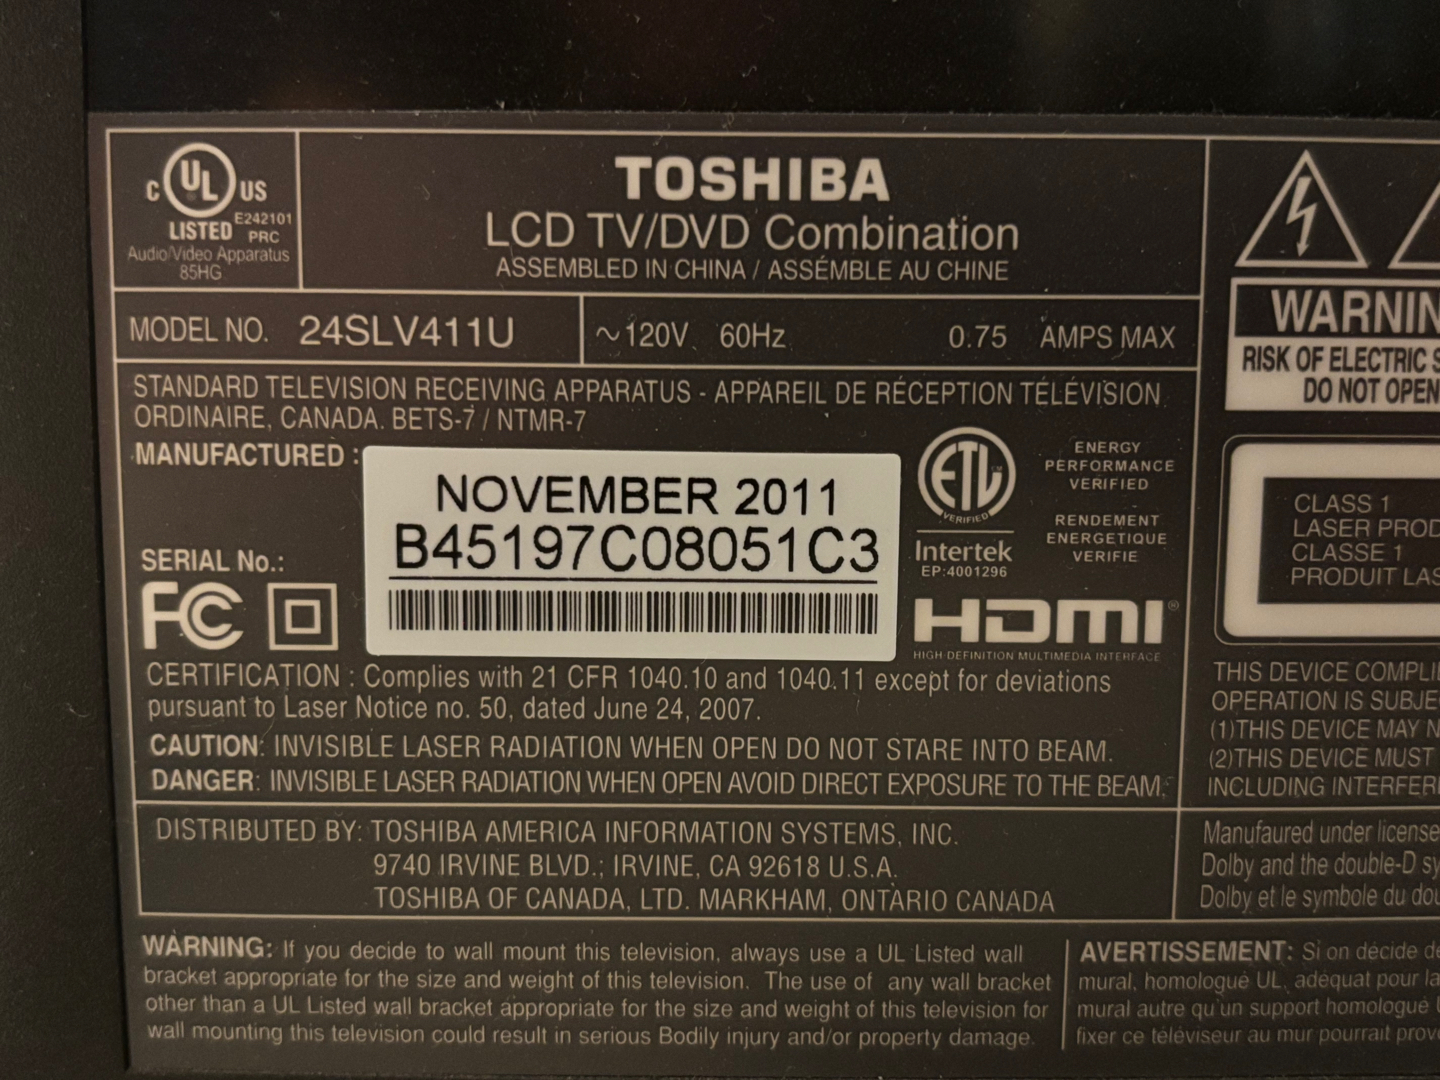 C UL US
LISTED E242101
PRC
Audio/Video Apparatus
85HG
TOSHIBA
LCD TV/DVD Combination
ASSEMBLED IN CHINA / ASSÉMBLE AU CHINE
MODEL NO. 24SLV411U
~120V 60Hz 0.75 AMPS MAX
STANDARD TELEVISION RECEIVING APPARATUS - APPAREIL DE RÉCEPTION TÉLÉVISION
ORDINAIRE, CANADA. BETS-7 / NTMR-7
MANUFACTURED :
NOVEMBER 2011
B45197C08051C3
SERIAL No.:
FC
ETL
VERIFIED
Intertek
EP:4001296
ENERGY
PERFORMANCE
VERIFIED
RENDEMENT
ENERGETIQUE
VERIFIE
HDMI®
HIGH-DEFINITION MULTIMEDIA INTERFACE
CERTIFICATION : Complies with 21 CFR 1040.10 and 1040.11 except for deviations
pursuant to Laser Notice no. 50, dated June 24, 2007.
CAUTION: INVISIBLE LASER RADIATION WHEN OPEN DO NOT STARE INTO BEAM.
DANGER: INVISIBLE LASER RADIATION WHEN OPEN AVOID DIRECT EXPOSURE TO THE BEAM.
DISTRIBUTED BY: TOSHIBA AMERICA INFORMATION SYSTEMS, INC.
9740 IRVINE BLVD.; IRVINE, CA 92618 U.S.A.
TOSHIBA OF CANADA, LTD. MARKHAM, ONTARIO CANADA
WARNING: If you decide to wall mount this television, always use a UL Listed wall
bracket appropriate for the size and weight of this television. The use of any wall bracket
other than a UL Listed wall bracket appropriate for the size and weight of this television for
wall mounting this television could result in serious Bodily injury and/or property damage.
WARNIN
RISK OF ELECTRIC S
DO NOT OPEN
CLASS 1
LASER PROD
CLASSE 1
PRODUIT LAS
THIS DEVICE COMPLI
OPERATION IS SUBJE
(1)THIS DEVICE MAY N
(2)THIS DEVICE MUST
INCLUDING INTERFER
Manufaured under license
Dolby and the double-D sy
Dolby et le symbole du dou
AVERTISSEMENT: Si on décide de
mural, homologué UL, adéquat pour la
mural autre qu'un support homologué U
fixer ce téléviseur au mur pourrait prov